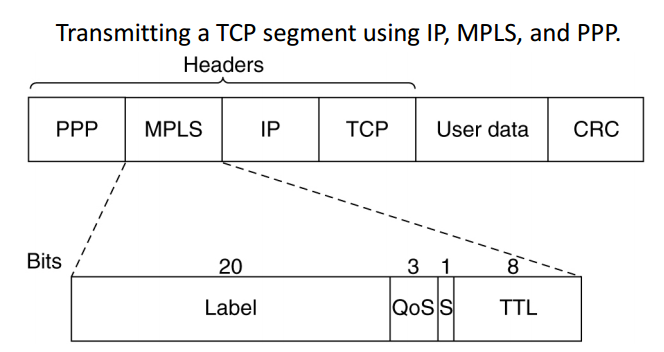 Transmitting a TCP segment using IP, MPLS, and PPP.
Headers
PPP MPLS IP TCP User data CRC
Bits 20 3 1 8
Label QoS S TTL